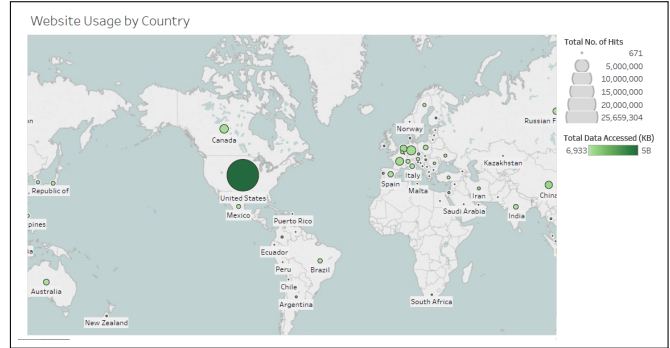 Website Usage by Country
Total No. of Hits
671
5,000,000
10,000,000
15,000,000
20,000,000
25,659,304
Total Data Accessed (KB)
6,933 5B
Norway
Russian F
Canada
Kazakhstan
, Republic of
United States
Spain
Italy
Malta
Iran
China
Mexico
Puerto Rico
Saudi Arabia
India
pines
Ecuador
Peru
Brazil
Chile
Australia
Argentina
South Africa
New Zealand